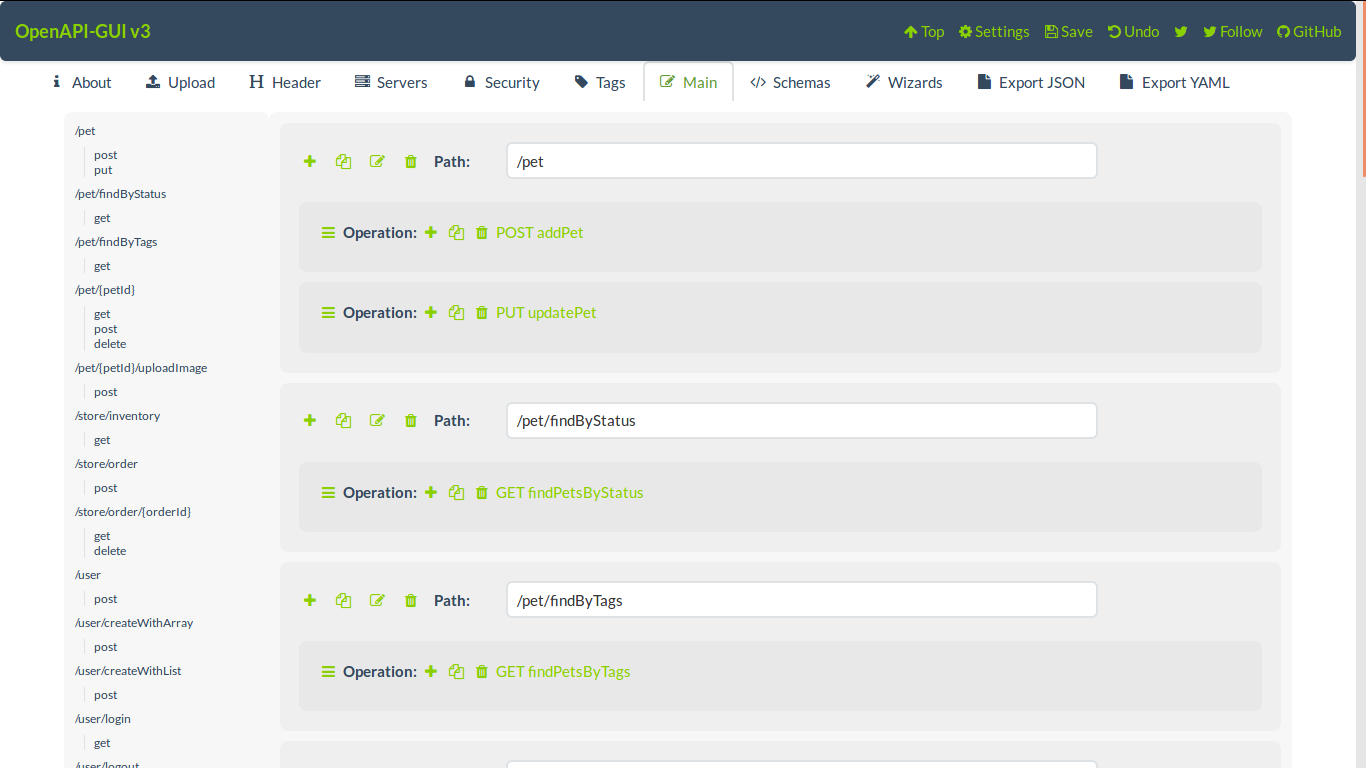 OpenAPI-GUI v3
Top Settings Save Undo Follow GitHub
About Upload Header Servers Security Tags Main Schemas Wizards Export JSON Export YAML
/pet
post
put
/pet/findByStatus
get
/pet/findByTags
get
/pet/{petId}
get
post
delete
/pet/{petId}/uploadImage
post
/store/inventory
get
/store/order
post
/store/order/{orderId}
get
delete
/user
post
/user/createWithArray
post
/user/createWithList
post
/user/login
get
/user/logout
Path: /pet
Operation: POST addPet
Operation: PUT updatePet
Path: /pet/findByStatus
Operation: GET findPetsByStatus
Path: /pet/findByTags
Operation: GET findPetsByTags